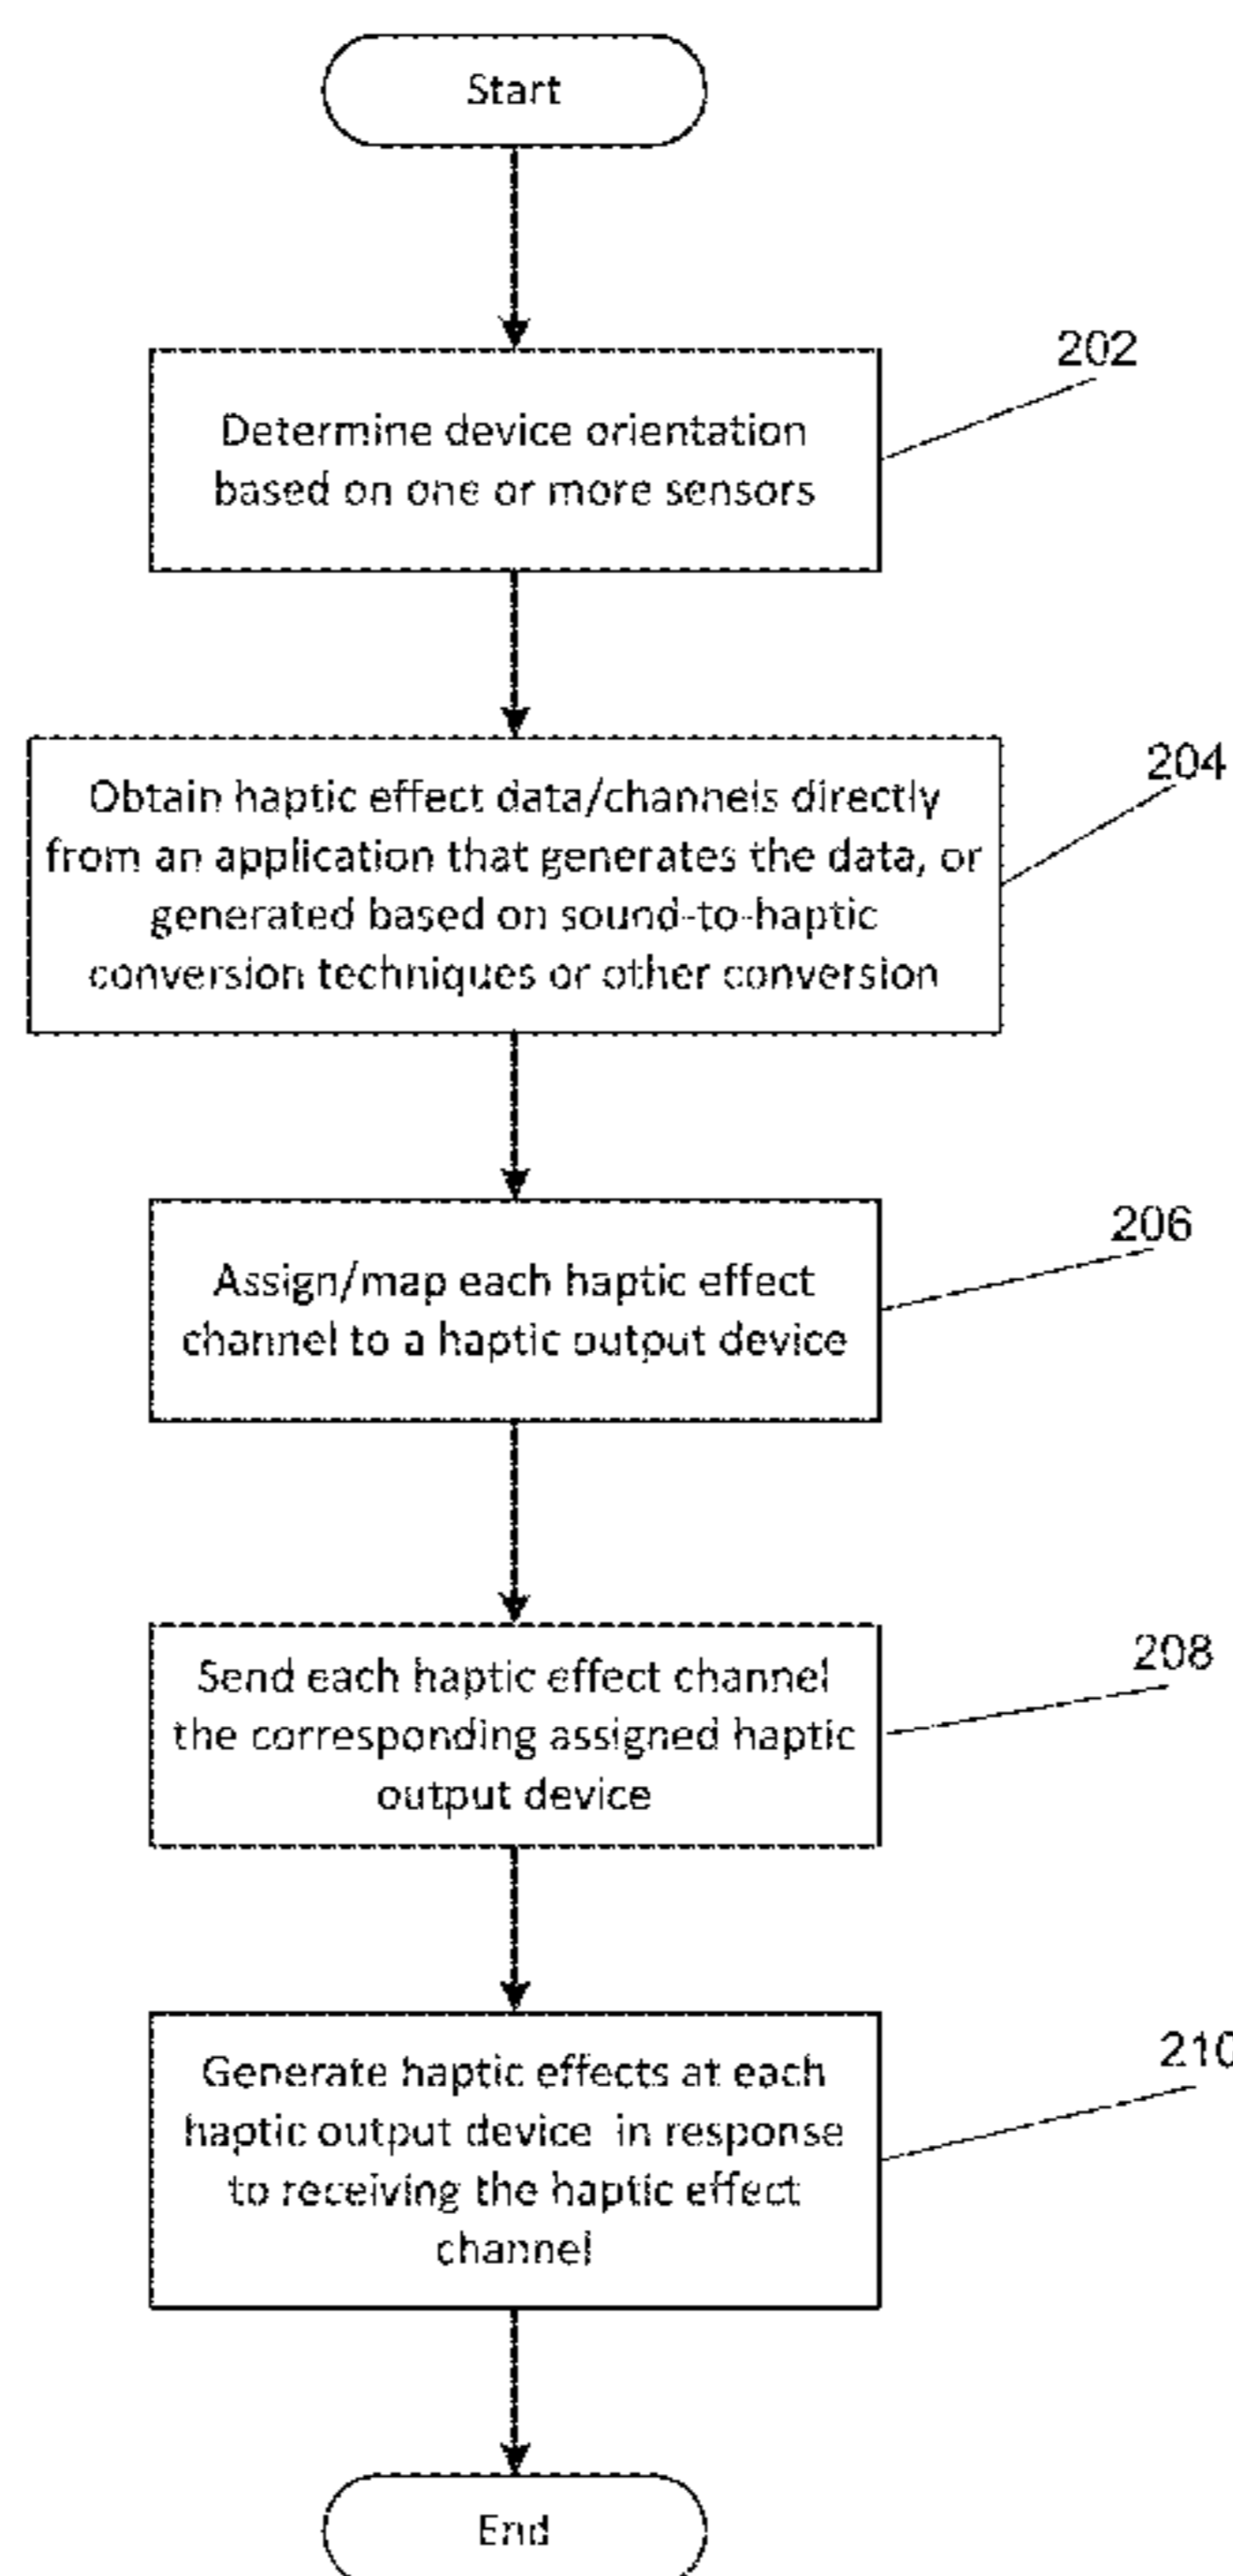 Start
202
Determine device orientation
based on one or more sensors
204
Obtain haptic effect data/channels directly
from an application that generates the data, or
generated based on sound-to-haptic
conversion techniques or other conversion
206
Assign/map each haptic effect
channel to a haptic output device
208
Send each haptic effect channel
the corresponding assigned haptic
output device
210
Generate haptic effects at each
haptic output device in response
to receiving the haptic effect
channel
End